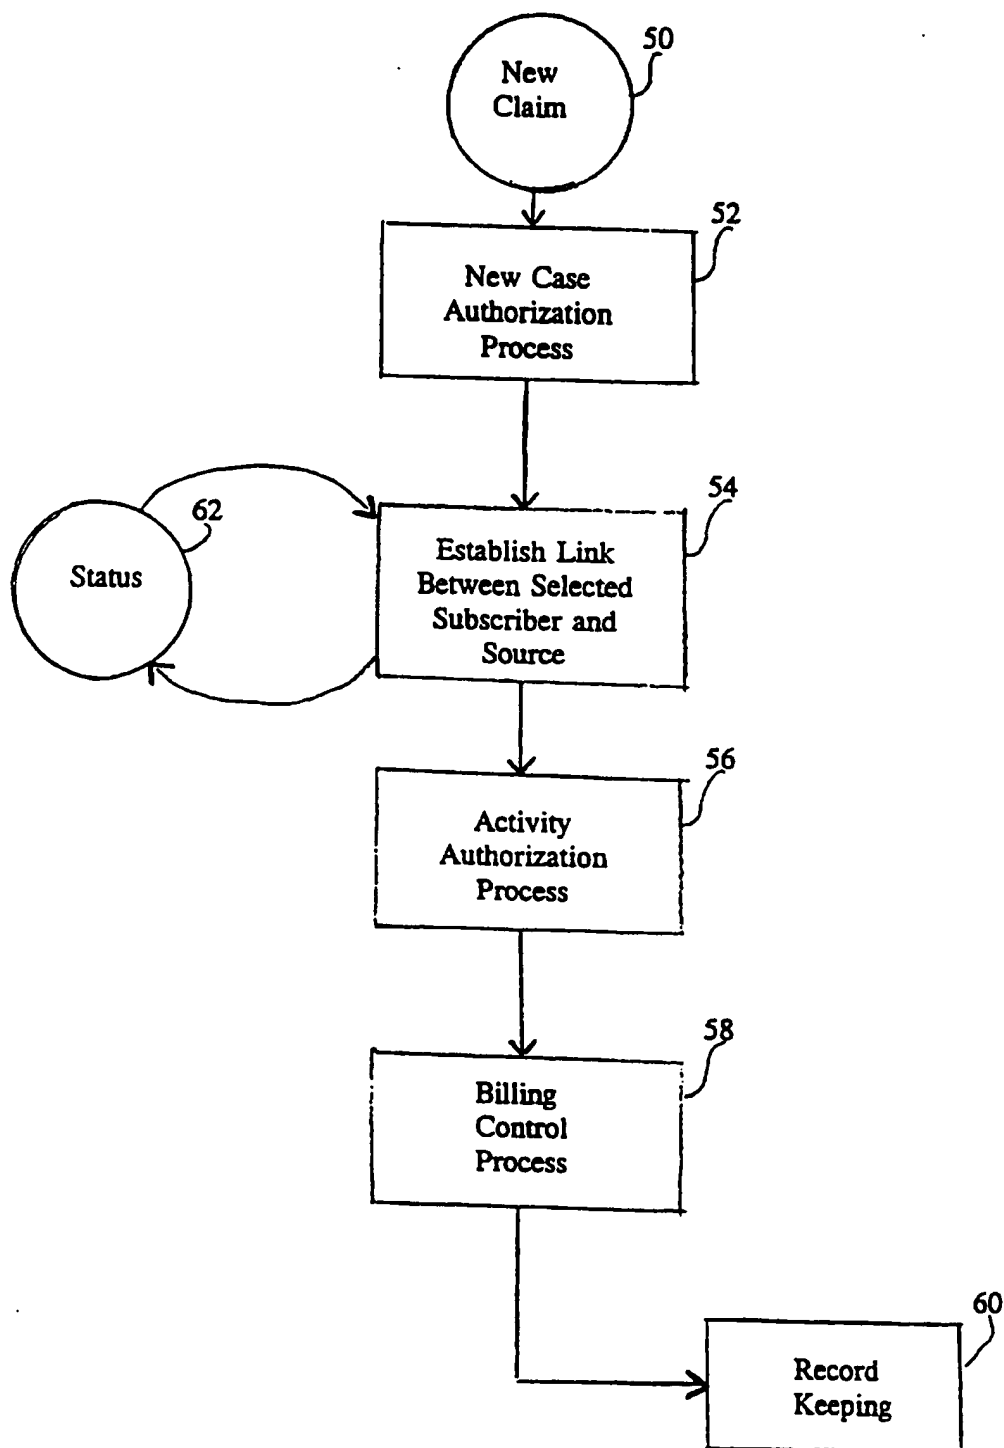 50
New
Claim
52
New Case
Authorization
Process
62
Status
54
Establish Link
Between Selected
Subscriber and
Source
56
Activity
Authorization
Process
58
Billing
Control
Process
60
Record
Keeping